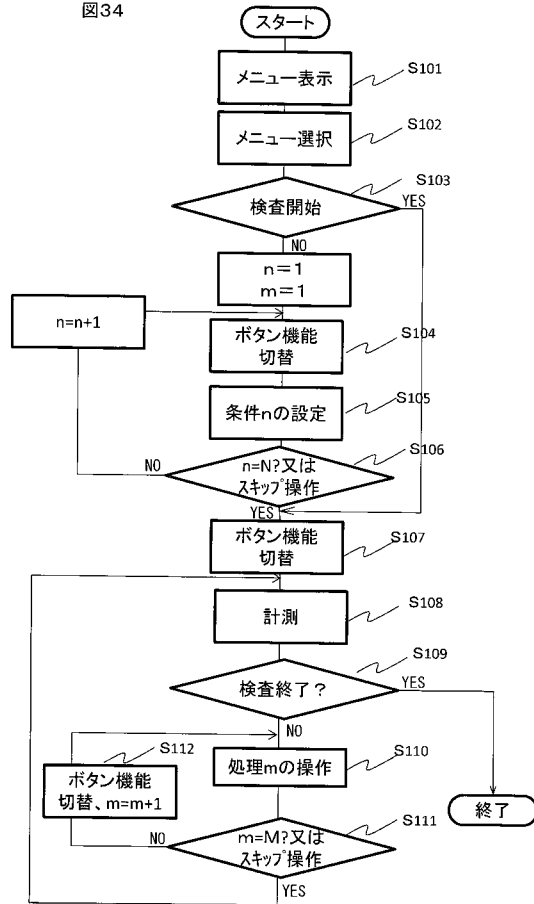 図34
スタート
メニュー表示
S101
メニュー選択
S102
検査開始
S103
YES
NO
n=1
m=1
n=n+1
ボタン機能
切替
S104
条件nの設定
S105
n=N?又は
スキップ操作
S106
NO
YES
ボタン機能
切替
S107
計測
S108
検査終了?
S109
YES
NO
S112
ボタン機能
切替、m=m+1
処理mの操作
S110
終了
m=M?又は
スキップ操作
S111
NO
YES